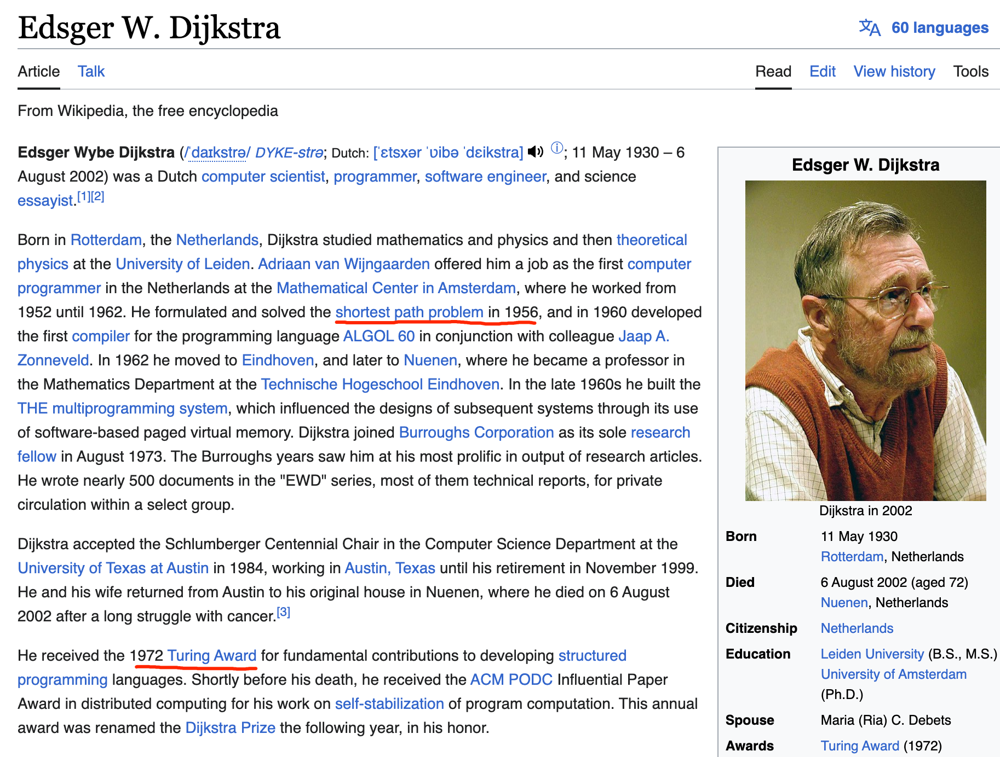 Edsger W. Dijkstra
60 languages
Article Talk
Read Edit View history Tools
From Wikipedia, the free encyclopedia
Edsger Wybe Dijkstra (/ˈdaɪkstrə/ DYKE-strə; Dutch: [ˈɛtsxər ˈʋibə ˈdɛikstra] ⓘ; 11 May 1930 – 6
August 2002) was a Dutch computer scientist, programmer, software engineer, and science
essayist.[1][2]
Born in Rotterdam, the Netherlands, Dijkstra studied mathematics and physics and then theoretical
physics at the University of Leiden. Adriaan van Wijngaarden offered him a job as the first computer
programmer in the Netherlands at the Mathematical Center in Amsterdam, where he worked from
1952 until 1962. He formulated and solved the shortest path problem in 1956, and in 1960 developed
the first compiler for the programming language ALGOL 60 in conjunction with colleague Jaap A.
Zonneveld. In 1962 he moved to Eindhoven, and later to Nuenen, where he became a professor in
the Mathematics Department at the Technische Hogeschool Eindhoven. In the late 1960s he built the
THE multiprogramming system, which influenced the designs of subsequent systems through its use
of software-based paged virtual memory. Dijkstra joined Burroughs Corporation as its sole research
fellow in August 1973. The Burroughs years saw him at his most prolific in output of research articles.
He wrote nearly 500 documents in the "EWD" series, most of them technical reports, for private
circulation within a select group.
Dijkstra accepted the Schlumberger Centennial Chair in the Computer Science Department at the
University of Texas at Austin in 1984, working in Austin, Texas until his retirement in November 1999.
He and his wife returned from Austin to his original house in Nuenen, where he died on 6 August
2002 after a long struggle with cancer.[3]
He received the 1972 Turing Award for fundamental contributions to developing structured
programming languages. Shortly before his death, he received the ACM PODC Influential Paper
Award in distributed computing for his work on self-stabilization of program computation. This annual
award was renamed the Dijkstra Prize the following year, in his honor.
Edsger W. Dijkstra
Dijkstra in 2002
Born 11 May 1930
Rotterdam, Netherlands
Died 6 August 2002 (aged 72)
Nuenen, Netherlands
Citizenship Netherlands
Education Leiden University (B.S., M.S.)
University of Amsterdam
(Ph.D.)
Spouse Maria (Ria) C. Debets
Awards Turing Award (1972)